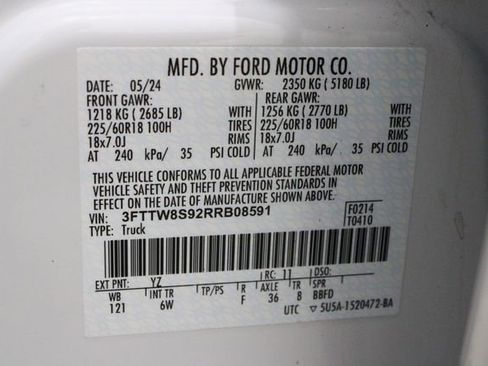 MFD. BY FORD MOTOR CO.
DATE: 05/24 GVWR: 2350 KG ( 5180 LB)
FRONT GAWR: REAR GAWR:
1218 KG ( 2685 LB) WITH 1256 KG ( 2770 LB) WITH
225/60R18 100H TIRES 225/60R18 100H TIRES
18x7.0J RIMS 18x7.0J RIMS
AT 240 kPa/ 35 PSI COLD AT 240 kPa/ 35 PSI COLD
THIS VEHICLE CONFORMS TO ALL APPLICABLE FEDERAL MOTOR
VEHICLE SAFETY AND THEFT PREVENTION STANDARDS IN
EFFECT ON THE DATE OF MANUFACTURE SHOWN ABOVE.
VIN: 3FTTW8S92RRB08591 F0214
TYPE: Truck T0410
EXT PNT: YZ RC: 11 DSO:
WB INT TR TP/PS R AXLE TR SPR
121 6W F 36 8 BBFD
UTC ▽ 5U5A-1520472-BA